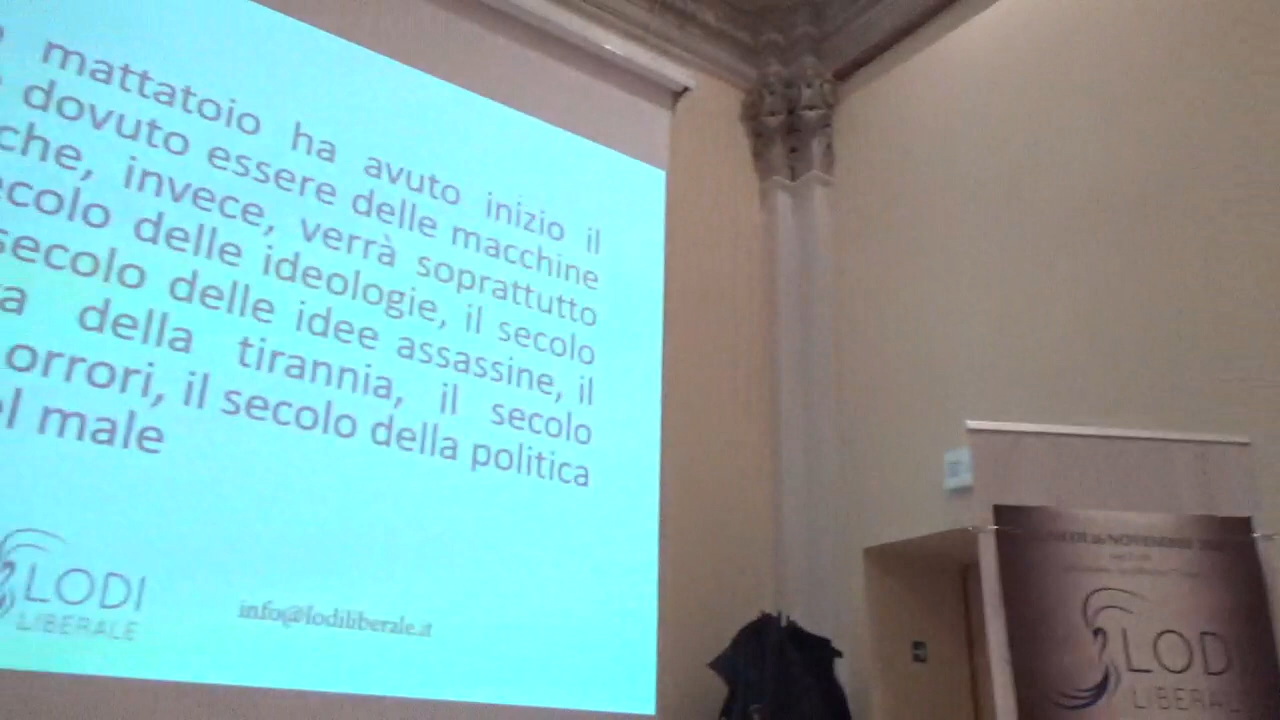 mattatoio ha avuto inizio il
dovuto essere delle macchine
che, invece, verrà soprattutto
colo delle ideologie, il secolo
secolo delle idee assassine, il
a della tirannia, il secolo
orrori, il secolo della politica
l male
LODI
LIBERALE
info@lodiliberale.it
NOVEMBRE
LOD
LIBERALE